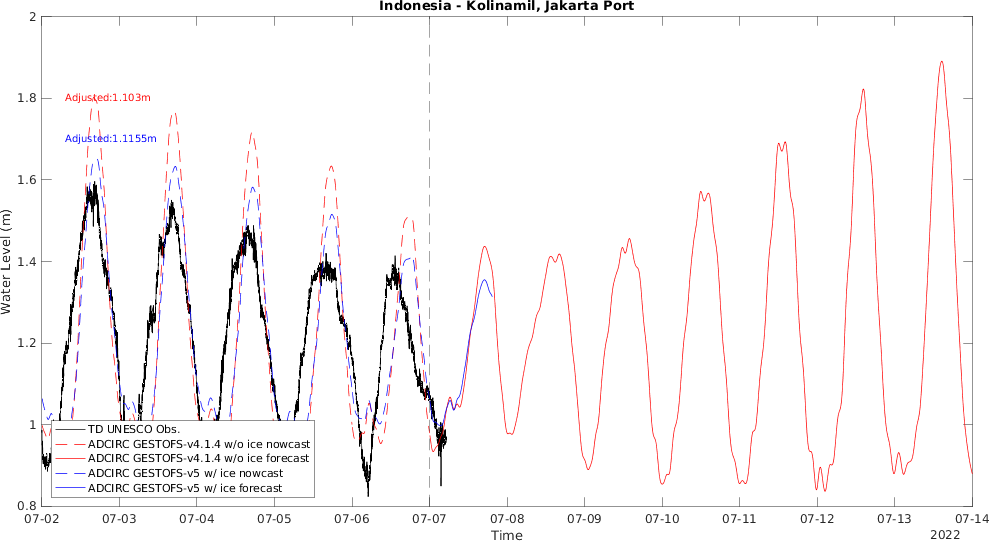 Indonesia - Kolinamil, Jakarta Port
2
1.8
1.6
1.4
1.2
1
0.8
Water Level (m)
Adjusted:1.103m
Adjusted:1.1155m
TD UNESCO Obs.
ADCIRC GESTOFS-v4.1.4 w/o ice nowcast
ADCIRC GESTOFS-v4.1.4 w/o ice forecast
ADCIRC GESTOFS-v5 w/ ice nowcast
ADCIRC GESTOFS-v5 w/ ice forecast
07-02 07-03 07-04 07-05 07-06 07-07 07-08 07-09 07-10 07-11 07-12 07-13 07-14
Time
2022